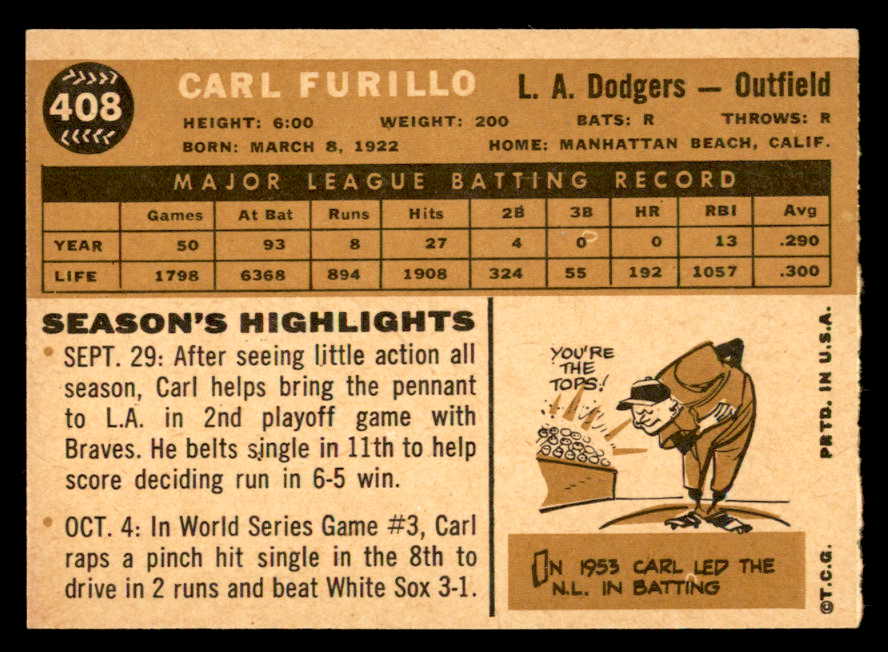 408
CARL FURILLO
L. A. Dodgers — Outfield
HEIGHT: 6:00 WEIGHT: 200 BATS: R THROWS: R
BORN: MARCH 8, 1922 HOME: MANHATTAN BEACH, CALIF.
MAJOR LEAGUE BATTING RECORD
Games At Bat Runs Hits 2B 3B HR RBI Avg
YEAR 50 93 8 27 4 0 0 13 .290
LIFE 1798 6368 894 1908 324 55 192 1057 .300
SEASON'S HIGHLIGHTS
• SEPT. 29: After seeing little action all
season, Carl helps bring the pennant
to L.A. in 2nd playoff game with
Braves. He belts single in 11th to help
score deciding run in 6-5 win.
• OCT. 4: In World Series Game #3, Carl
raps a pinch hit single in the 8th to
drive in 2 runs and beat White Sox 3-1.
YOU'RE
THE
TOPS!
IN 1953 CARL LED THE
N.L. IN BATTING
©T.C.G. PRTD. IN U.S.A.